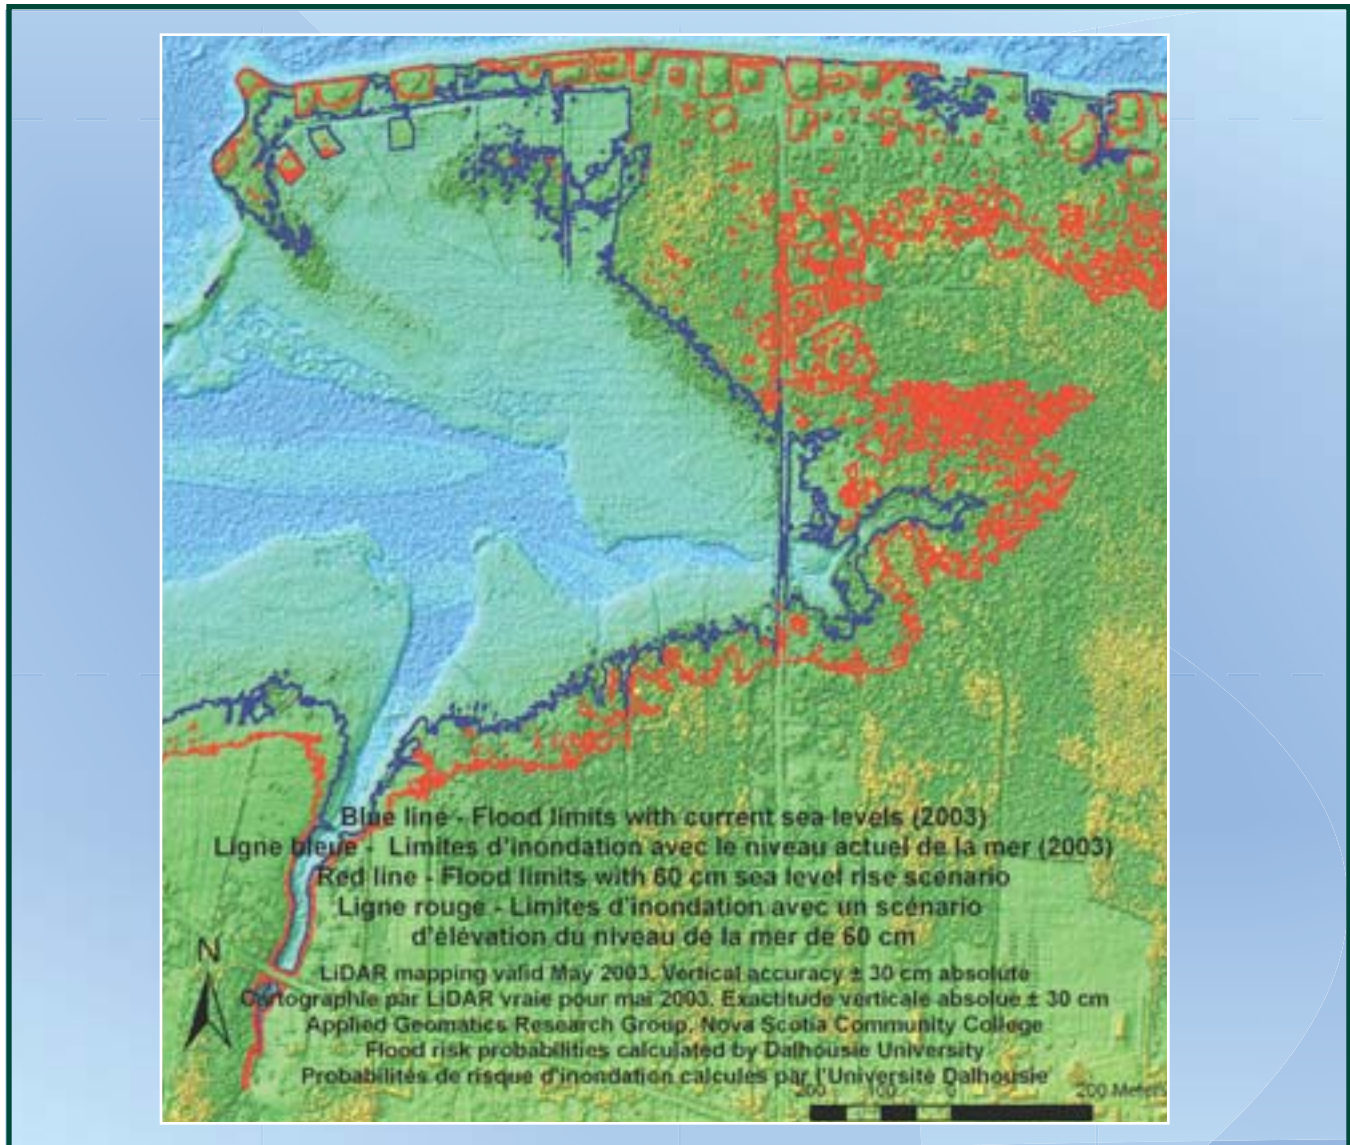 Blue line - Flood limits with current sea levels (2003)
Ligne bleue - Limites d'inondation avec le niveau actuel de la mer (2003)
Red line - Flood limits with 60 cm sea level rise scenario
Ligne rouge - Limites d'inondation avec un scénario
d'élévation du niveau de la mer de 60 cm
N
LiDAR mapping valid May 2003. Vertical accuracy ± 30 cm absolute
Cartographie par LiDAR vraie pour mai 2003. Exactitude verticale absolue ± 30 cm
Applied Geomatics Research Group, Nova Scotia Community College
Flood risk probabilities calculated by Dalhousie University
Probabilités de risque d'inondation calculés par l'Université Dalhousie
200 100 0 200 Meters